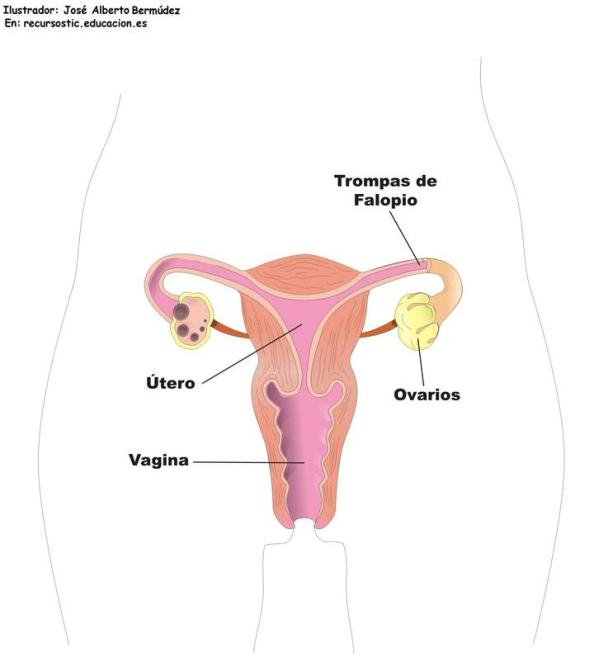 Ilustrador: José Alberto Bermúdez
En: recursostic.educacion.es
Trompas de
Falopio
Útero
Ovarios
Vagina